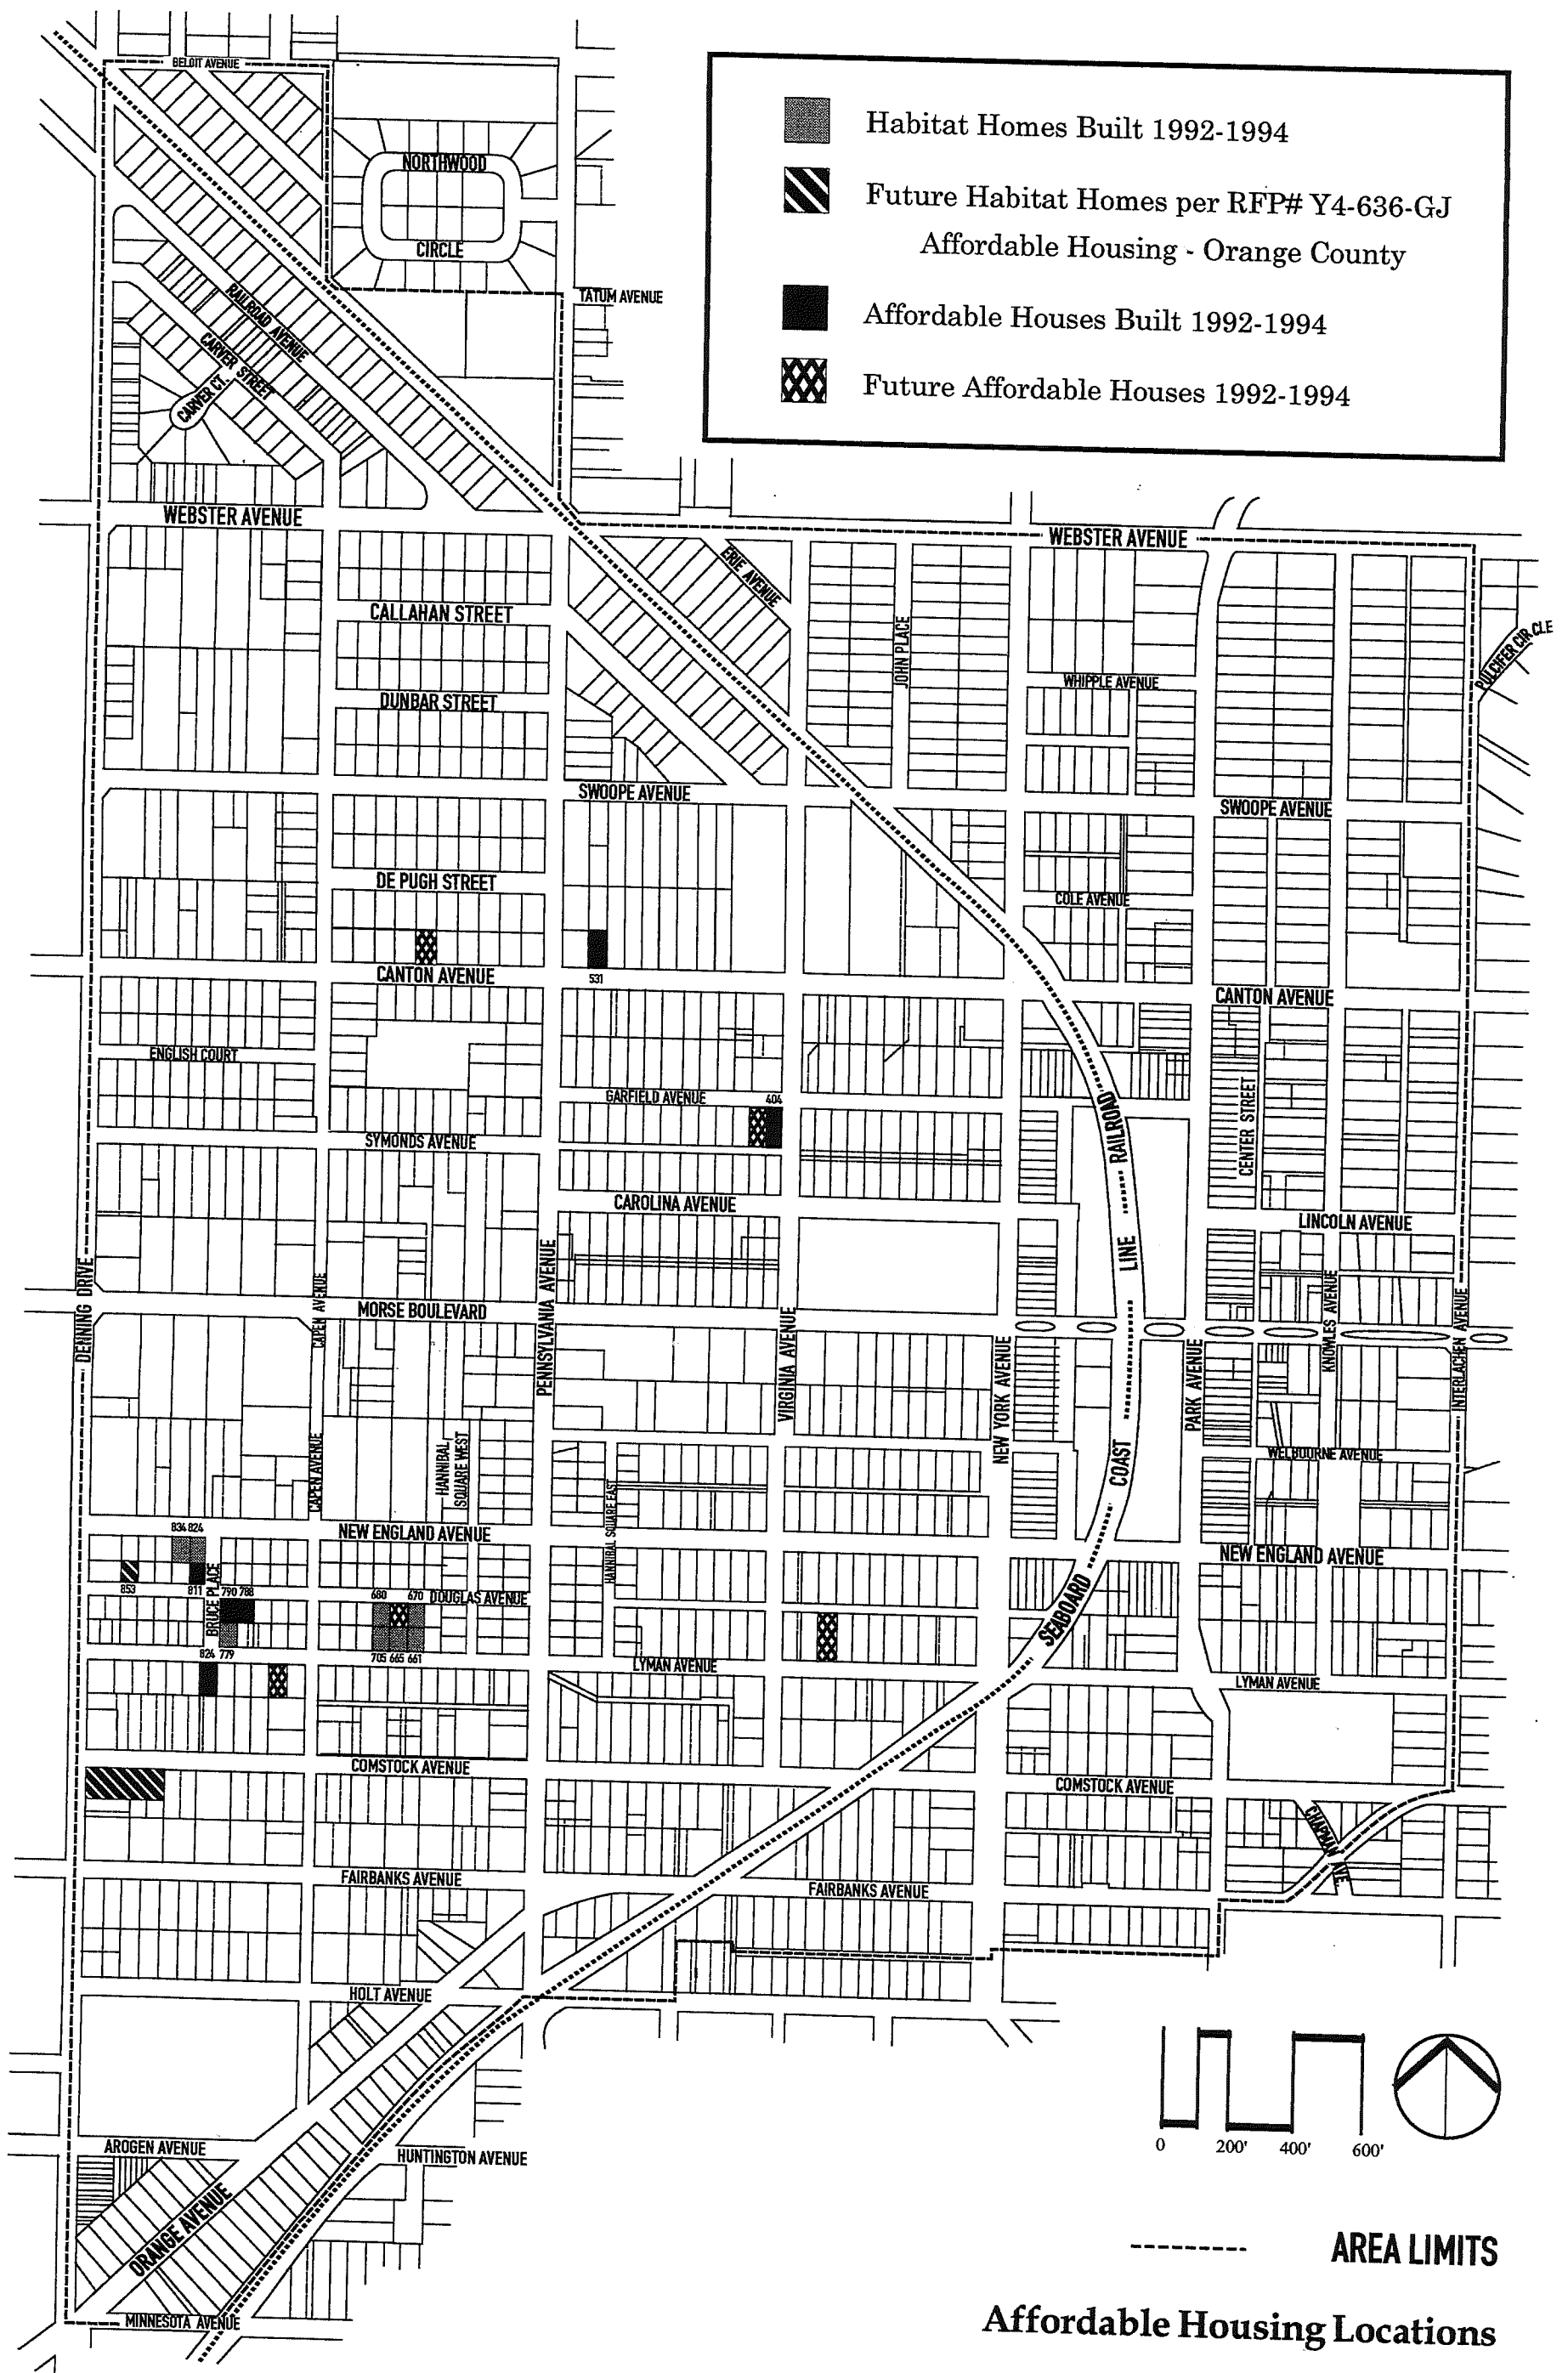 BELOIT AVENUE
Habitat Homes Built 1992-1994
NORTHWOOD
Future Habitat Homes per RFP# Y4-636-GJ
Affordable Housing - Orange County
CIRCLE
TATUM AVENUE
RAILROAD AVENUE
Affordable Houses Built 1992-1994
CARVER STREET
CARVER CT.
Future Affordable Houses 1992-1994
WEBSTER AVENUE
WEBSTER AVENUE
ERIE AVENUE
CALLAHAN STREET
JOHN PLACE
PULCIFER CIRCLE
WHIPPLE AVENUE
DUNBAR STREET
SWOOPE AVENUE
SWOOPE AVENUE
DE PUGH STREET
COLE AVENUE
CANTON AVENUE
531
CANTON AVENUE
ENGLISH COURT
GARFIELD AVENUE
404
CENTER STREET
SYMONDS AVENUE
CAROLINA AVENUE
LINCOLN AVENUE
SEABOARD COAST LINE RAILROAD
DENNING DRIVE
CAPEN AVENUE
MORSE BOULEVARD
PENNSYLVANIA AVENUE
VIRGINIA AVENUE
NEW YORK AVENUE
PARK AVENUE
KNOWLES AVENUE
INTERLACHEN AVENUE
CAPEN AVENUE
HANNIBAL
SQUARE WEST
WELBOURNE AVENUE
HANNIBAL SQUARE EAST
834 824
NEW ENGLAND AVENUE
NEW ENGLAND AVENUE
853
811
BRUCE PLACE
790 788
680
670
DOUGLAS AVENUE
824 779
705 665 661
LYMAN AVENUE
LYMAN AVENUE
COMSTOCK AVENUE
COMSTOCK AVENUE
CHAPMAN AVE.
FAIRBANKS AVENUE
FAIRBANKS AVENUE
HOLT AVENUE
AROGEN AVENUE
HUNTINGTON AVENUE
0 200' 400' 600'
ORANGE AVENUE
AREA LIMITS
MINNESOTA AVENUE
Affordable Housing Locations